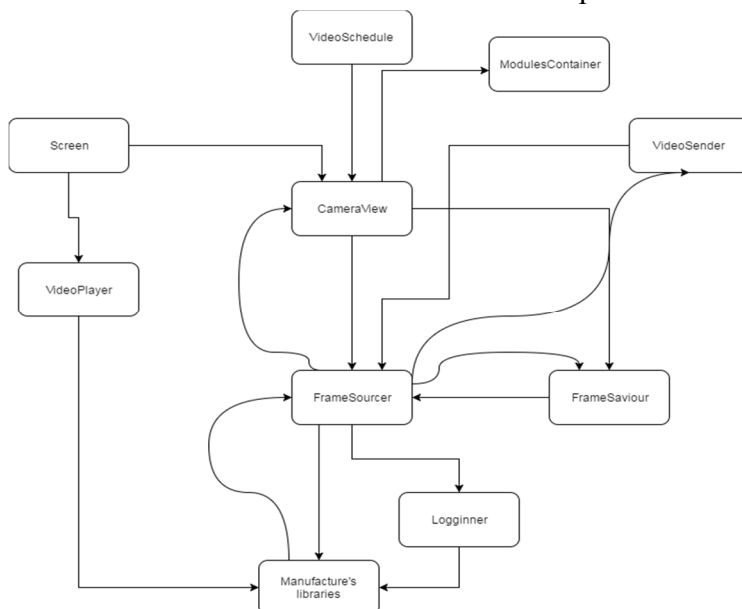 VideoSchedule
ModulesContainer
Screen
VideoSender
CameraView
VideoPlayer
FrameSourcer
FrameSaviour
Logginner
Manufacture's
libraries